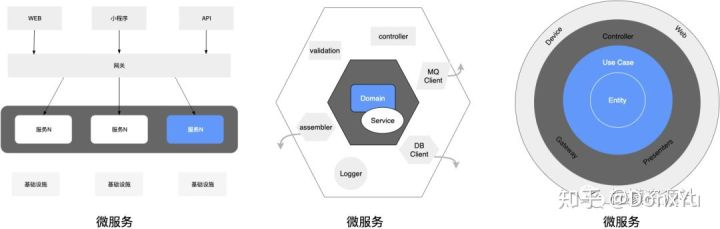 WEB
小程序
API
网关
服务N
服务N
服务N
基础设施
基础设施
基础设施
微服务
validation
controller
MQ
Client
Domain
Service
assembler
DB
Client
Logger
微服务
Device
Web
Controller
Use Case
Entity
Gateway
Presenters
知乎 @DonxYu
微服务